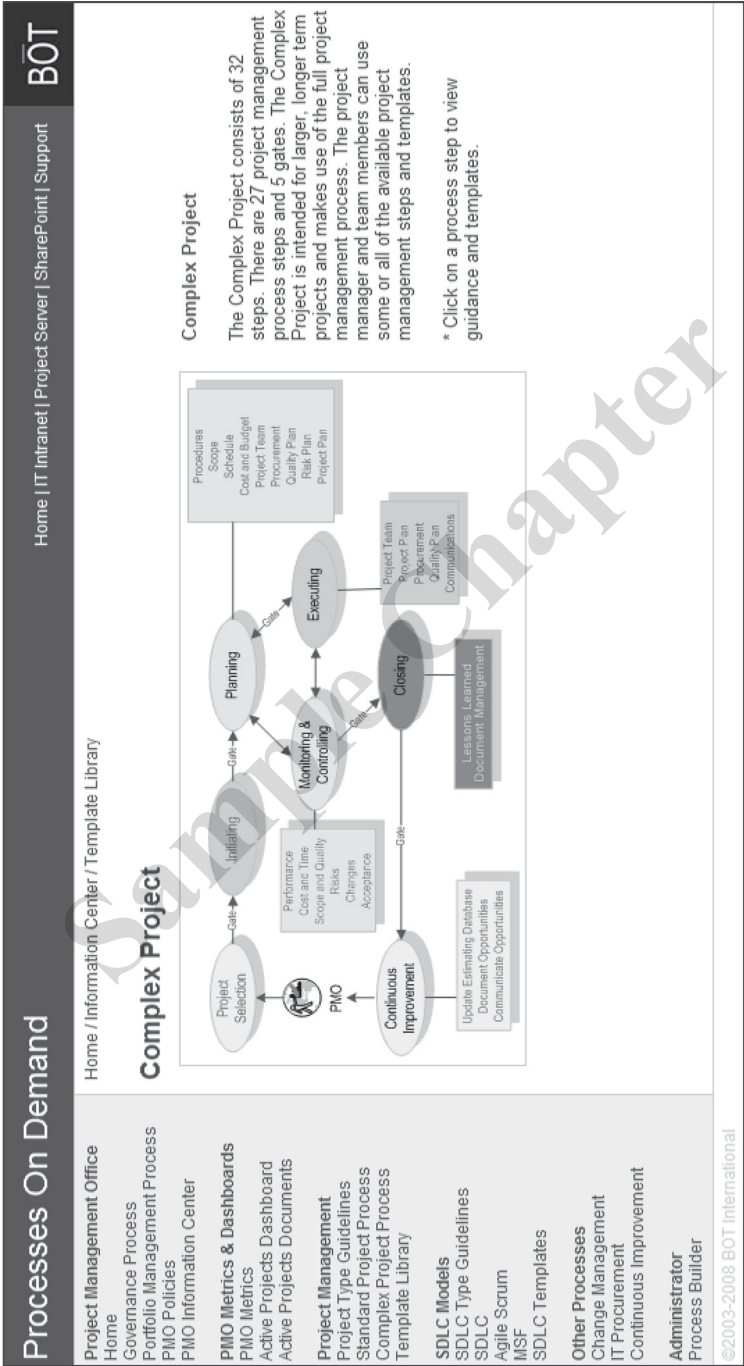 Processes On Demand
Home | IT Intranet | Project Server | SharePoint | Support
BOT
Project Management Office
Home
Governance Process
Portfolio Management Process
PMO Policies
PMO Information Center
PMO Metrics & Dashboards
PMO Metrics
Active Projects Dashboard
Active Projects Documents
Project Management
Project Type Guidelines
Standard Project Process
Complex Project Process
Template Library
SDLC Models
SDLC Type Guidelines
SDLC
Agile Scrum
MSF
SDLC Templates
Other Processes
Change Management
IT Procurement
Continuous Improvement
Administrator
Process Builder
Home / Information Center / Template Library
Complex Project
Project
Selection
Gate
Initiating
Gate
Planning
Procedures
Scope
Schedule
Cost and Budget
Project Team
Procurement
Quality Plan
Risk Plan
Project Pan
PMO
Performance
Cost and Time
Scope and Quality
Risks
Changes
Acceptance
Monitoring &
Controlling
Gate
Executing
Project Team
Project Plan
Procurement
Quality Plan
Communications
Continuous
Improvement
Gate
Gate
Closing
Update Estimating Database
Document Opportunities
Communicate Opportunities
Lessons Learned
Document Management
Complex Project
The Complex Project consists of 32
steps. There are 27 project management
process steps and 5 gates. The Complex
Project is intended for larger, longer term
projects and makes use of the full project
management process. The project
manager and team members can use
some or all of the available project
management steps and templates.
* Click on a process step to view
guidance and templates.
©2003-2008 BOT International
Sample Chapter